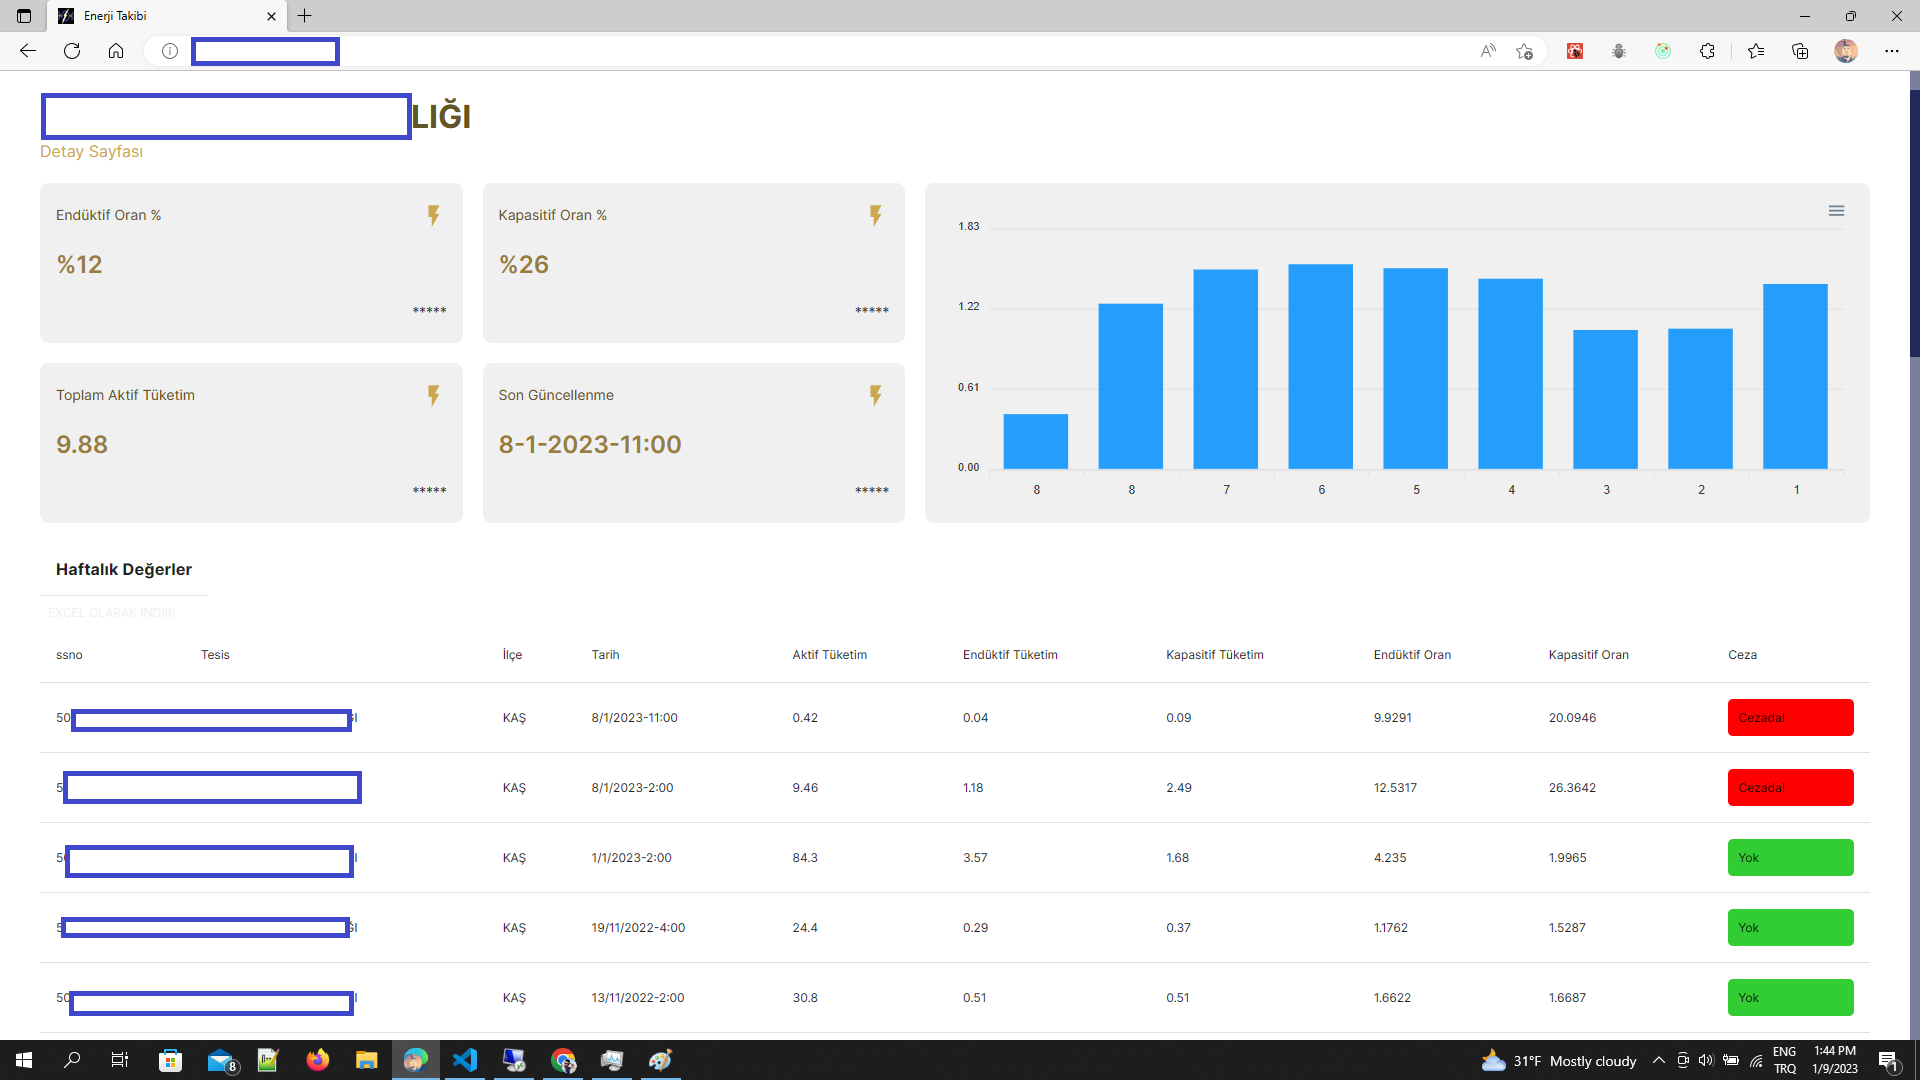 Enerji Takibi
LIĞI
Detay Sayfası
Endüktif Oran %
%12
*****
Kapasitif Oran %
%26
*****
Toplam Aktif Tüketim
9.88
*****
Son Güncellenme
8-1-2023-11:00
*****
1.83
1.22
0.61
0.00
8 8 7 6 5 4 3 2 1
Haftalık Değerler
EXCEL OLARAK INDIR!
ssno Tesis İlçe Tarih Aktif Tüketim Endüktif Tüketim Kapasitif Tüketim Endüktif Oran Kapasitif Oran Ceza
50 KAŞ 8/1/2023-11:00 0.42 0.04 0.09 9.9291 20.0946 Cezada!
5 KAŞ 8/1/2023-2:00 9.46 1.18 2.49 12.5317 26.3642 Cezada!
50 KAŞ 1/1/2023-2:00 84.3 3.57 1.68 4.235 1.9965 Yok
5 KAŞ 19/11/2022-4:00 24.4 0.29 0.37 1.1762 1.5287 Yok
50 KAŞ 13/11/2022-2:00 30.8 0.51 0.51 1.6622 1.6687 Yok
8
31°F Mostly cloudy
ENG
TRQ
1:44 PM
1/9/2023
1